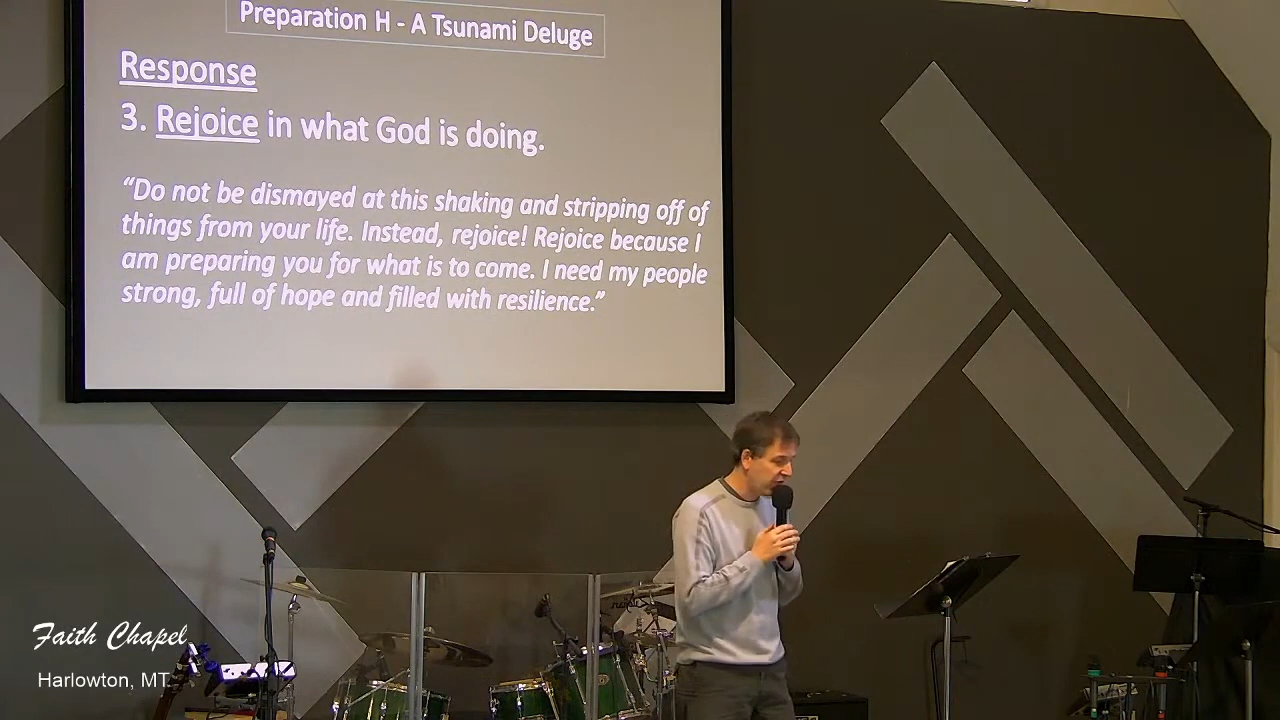 Preparation H - A Tsunami Deluge
Response
3. Rejoice in what God is doing.
“Do not be dismayed at this shaking and stripping off of
things from your life. Instead, rejoice! Rejoice because I
am preparing you for what is to come. I need my people
strong, full of hope and filled with resilience.”
Faith Chapel
Harlowton, MT